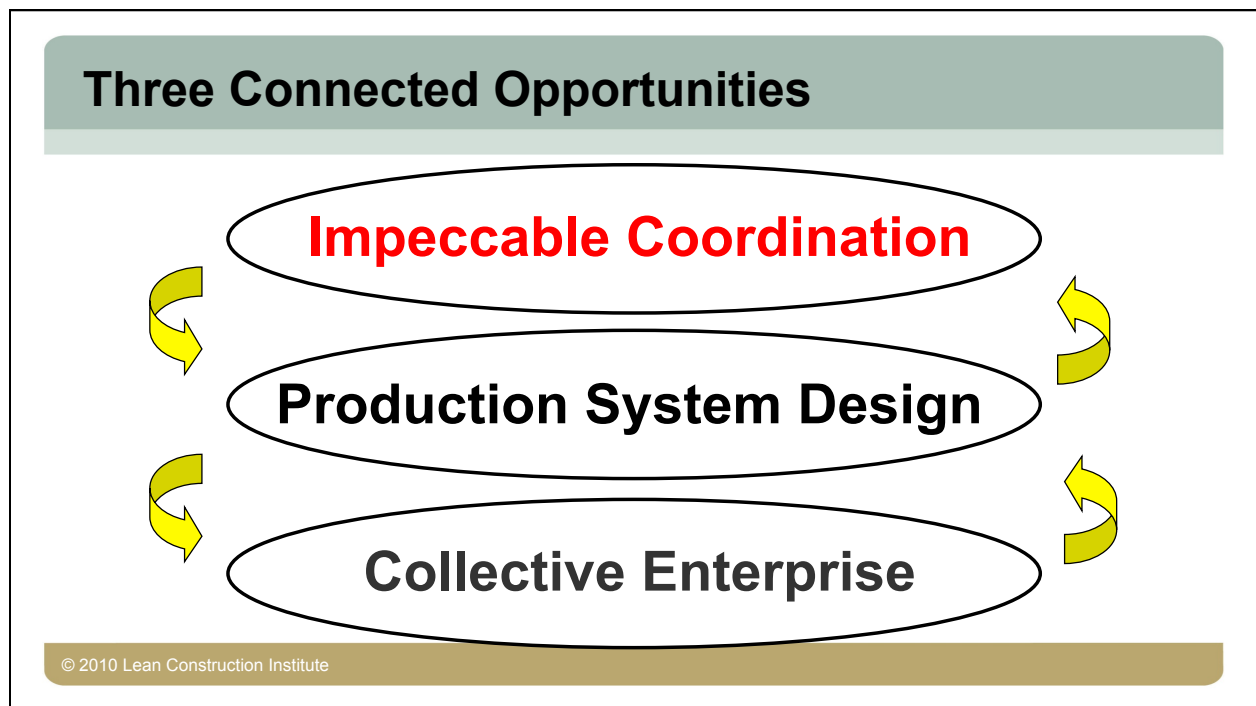 Three Connected Opportunities
Impeccable Coordination
Production System Design
Collective Enterprise
© 2010 Lean Construction Institute